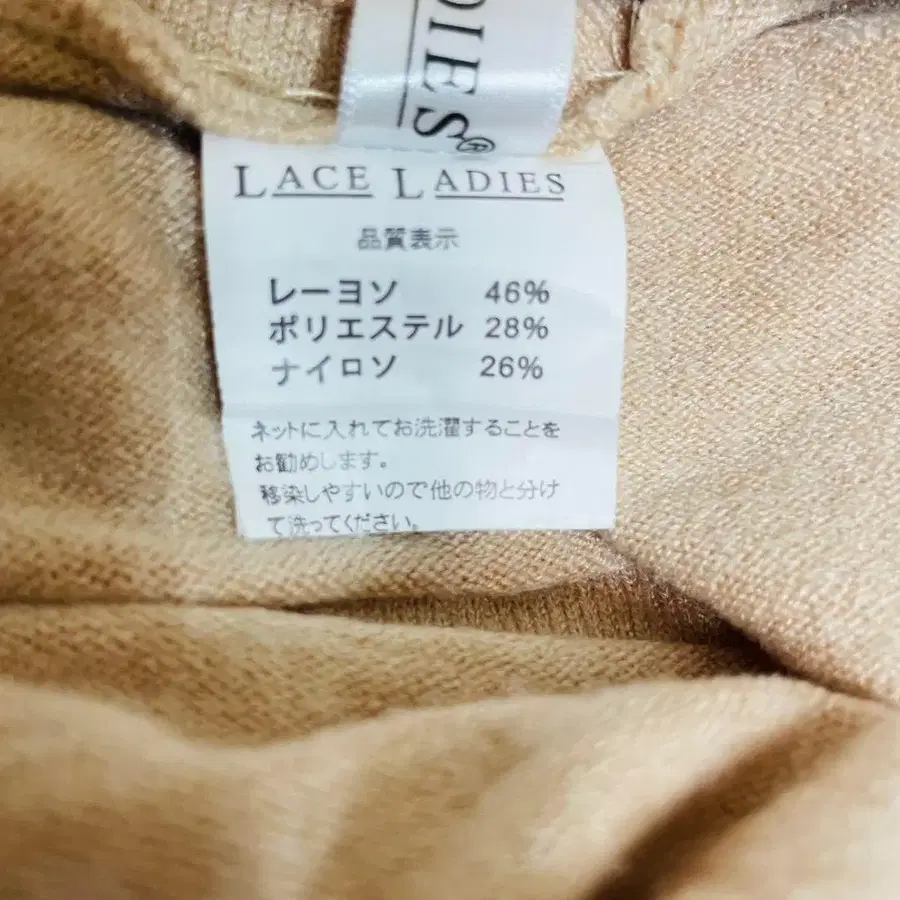 DIES®
LACE LADIES
品質表示
レーヨソ 46%
ポリエステル 28%
ナイロソ 26%
ネットに入れてお洗濯することを
お勧めします。
移染しやすいので他の物と分け
て洗ってください。